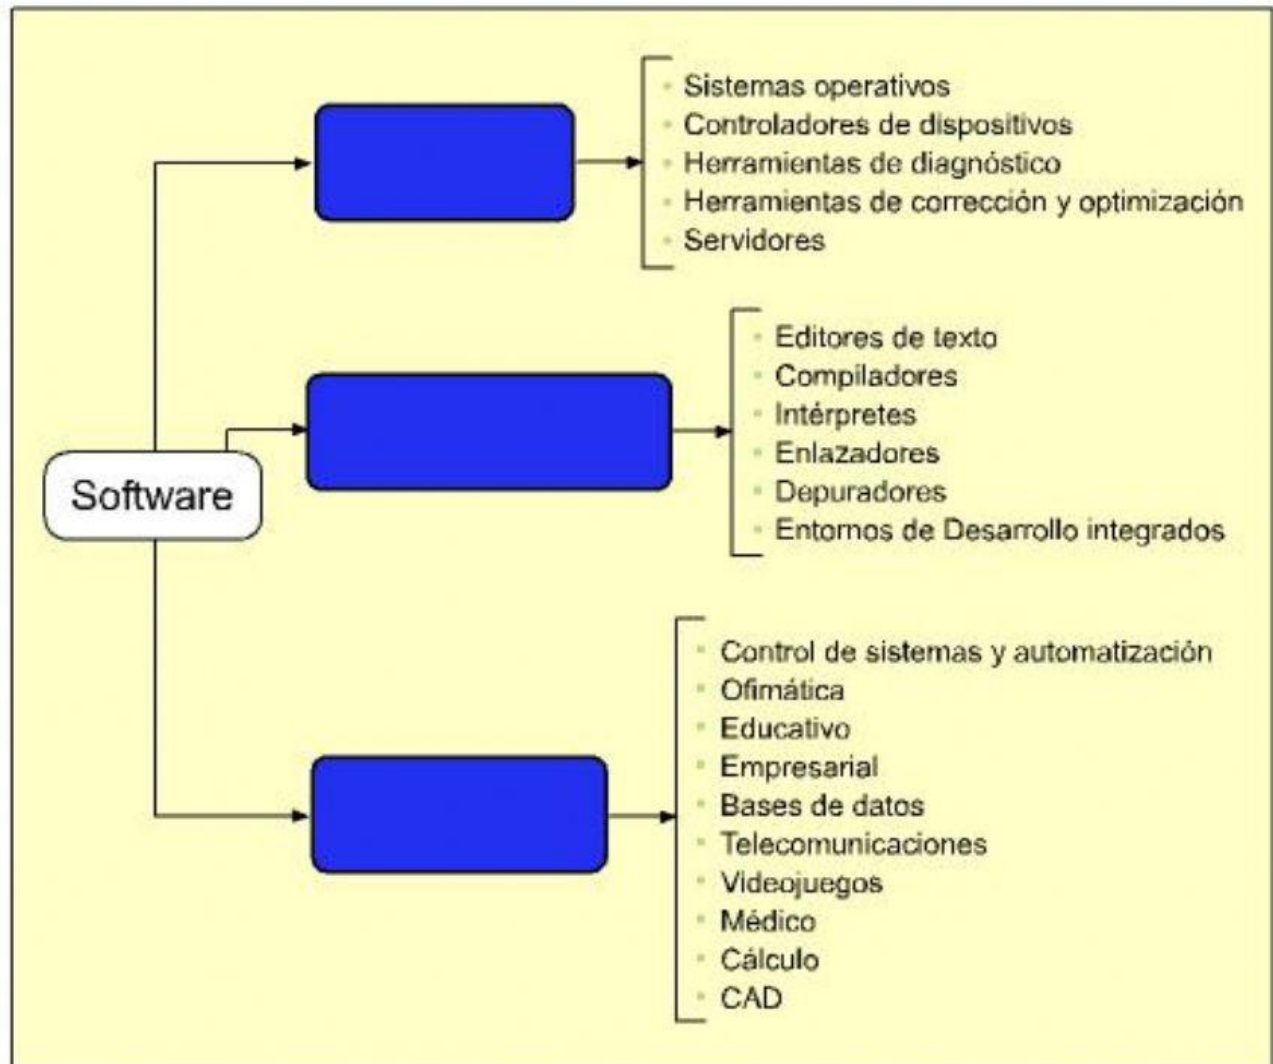 Sistemas operativos
Controladores de dispositivos
Herramientas de diagnóstico
Herramientas de corrección y optimización
Servidores
Editores de texto
Compiladores
Intérpretes
Enlazadores
Depuradores
Entornos de Desarrollo integrados
Software
Control de sistemas y automatización
Ofimática
Educativo
Empresarial
Bases de datos
Telecomunicaciones
Videojuegos
Médico
Cálculo
CAD